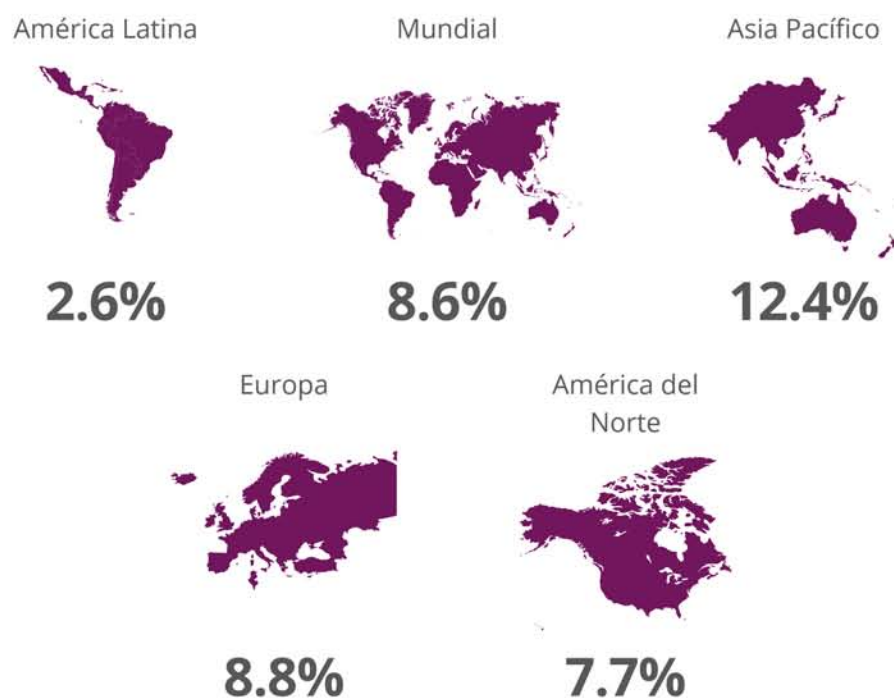 América Latina
Mundial
Asia Pacífico
2.6%
8.6%
12.4%
Europa
América del
Norte
8.8%
7.7%